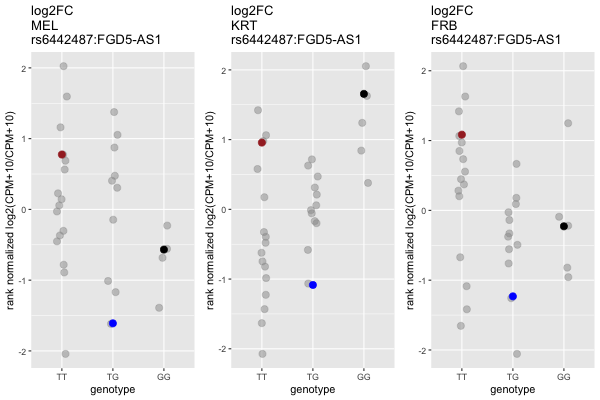 log2FC
MEL
rs6442487:FGD5-AS1
rank normalized log2(CPM+10/CPM+10)
2
1
0
-1
-2
TT
TG
GG
genotype
log2FC
KRT
rs6442487:FGD5-AS1
rank normalized log2(CPM+10/CPM+10)
2
1
0
-1
-2
TT
TG
GG
genotype
log2FC
FRB
rs6442487:FGD5-AS1
rank normalized log2(CPM+10/CPM+10)
2
1
0
-1
-2
TT
TG
GG
genotype